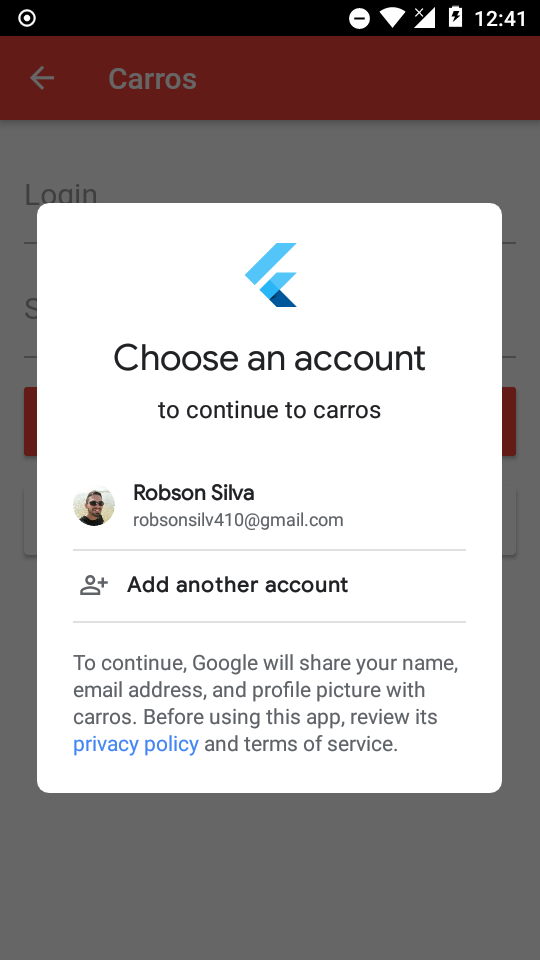 12:41
Carros
Login
S
Choose an account
to continue to carros
Robson Silva
robsonsilv410@gmail.com
Add another account
To continue, Google will share your name,
email address, and profile picture with
carros. Before using this app, review its
privacy policy and terms of service.